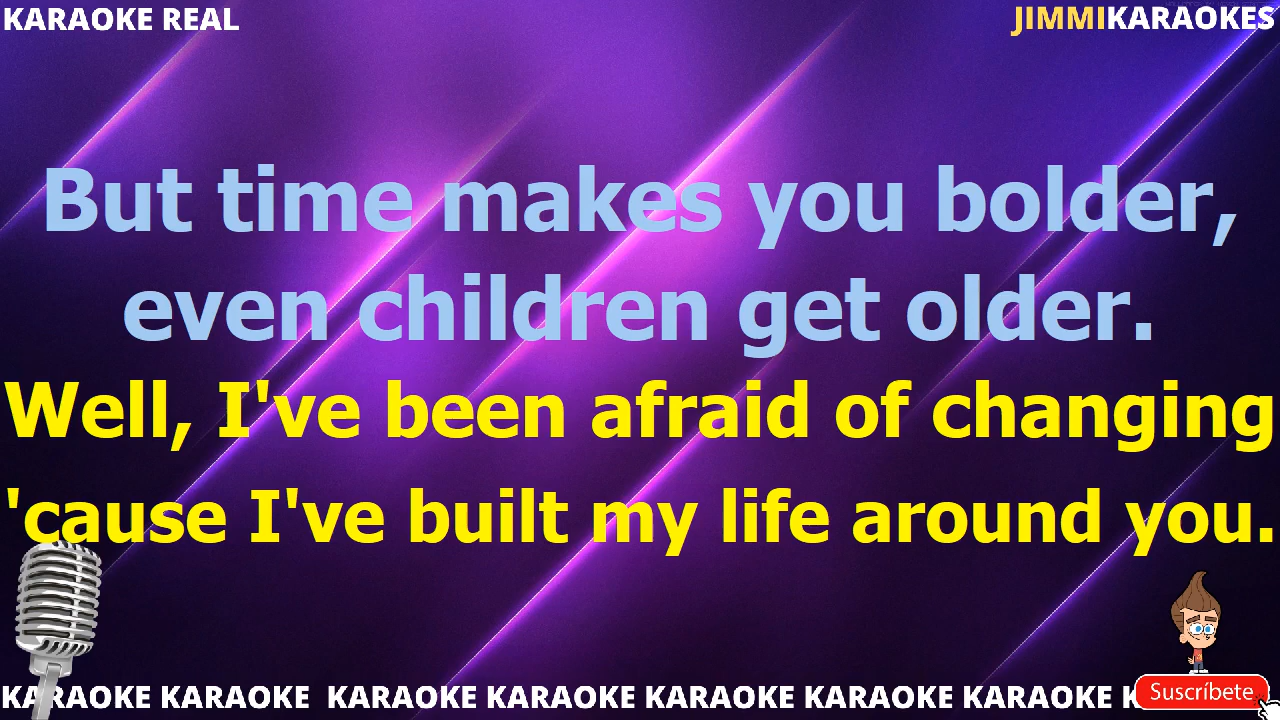 KARAOKE REAL
JIMMIKARAOKES
But time makes you bolder,
even children get older.
Well, I've been afraid of changing
'cause I've built my life around you.
KARAOKE KARAOKE KARAOKE KARAOKE KARAOKE KARAOKE KARAOKE K
Suscríbete